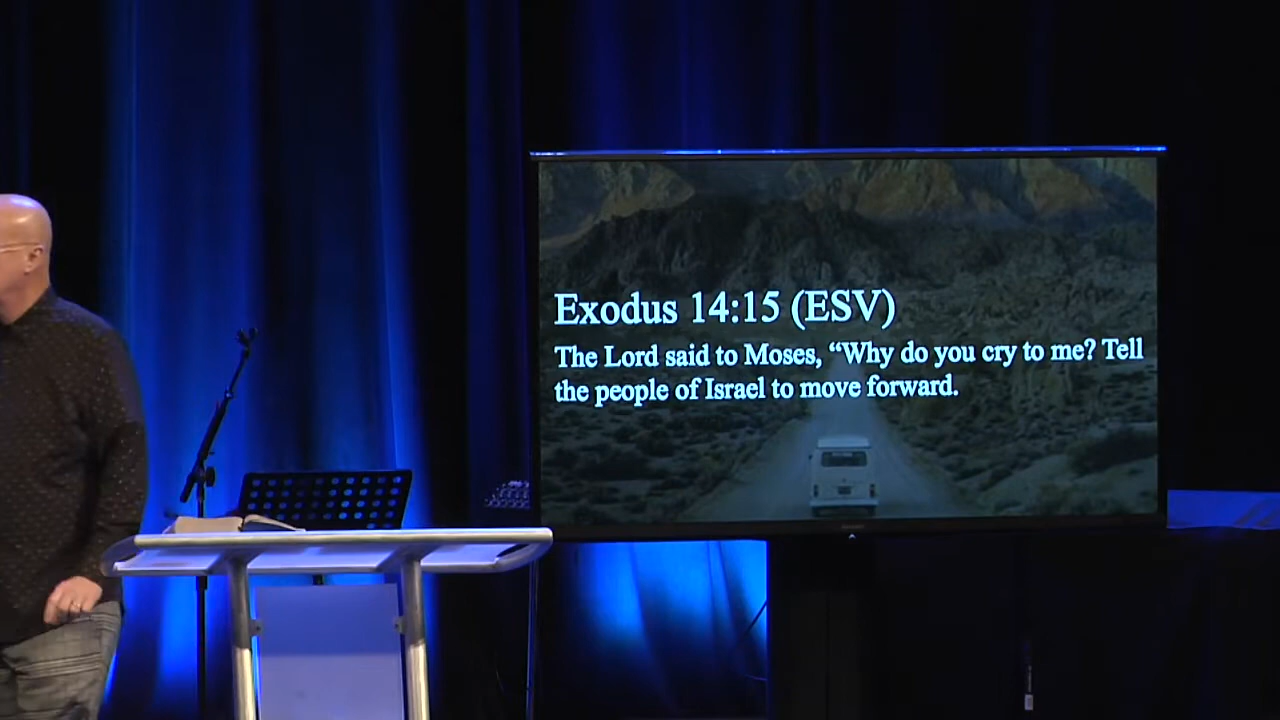 Exodus 14:15 (ESV)
The Lord said to Moses, “Why do you cry to me? Tell
the people of Israel to move forward.